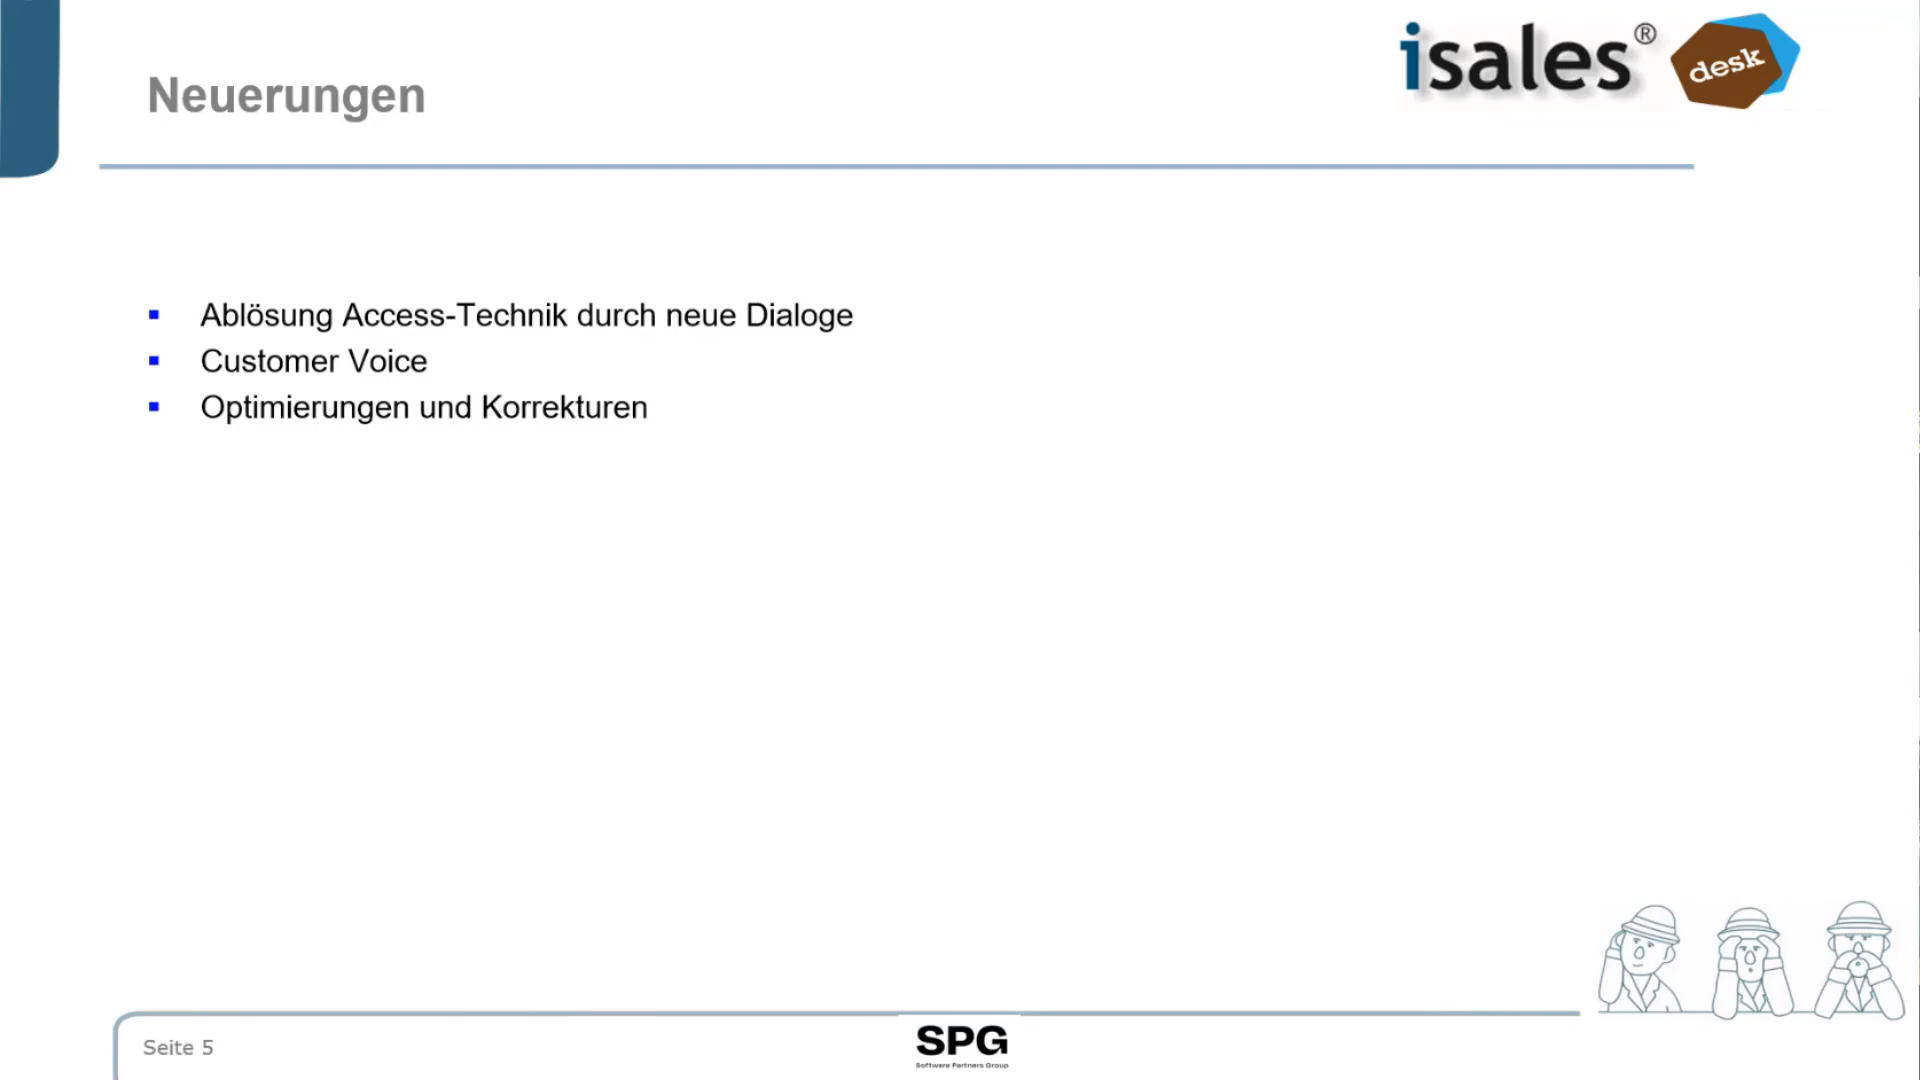 isales®
desk
Neuerungen
Ablösung Access-Technik durch neue Dialoge
Customer Voice
Optimierungen und Korrekturen
Seite 5
SPG
Software Partners Group